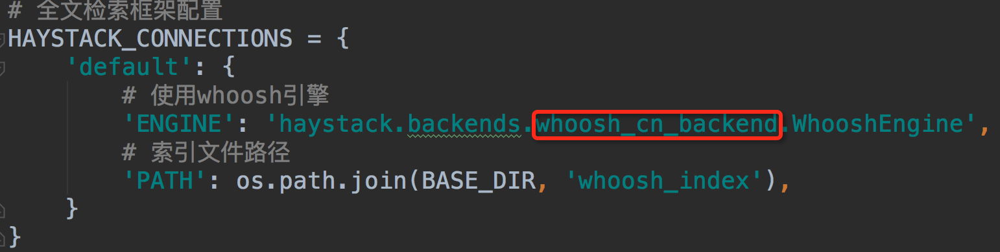 # 全文检索框架配置
HAYSTACK_CONNECTIONS = {
    'default': {
        # 使用whoosh引擎
        'ENGINE': 'haystack.backends.whoosh_cn_backend.WhooshEngine',
        # 索引文件路径
        'PATH': os.path.join(BASE_DIR, 'whoosh_index'),
    }
}